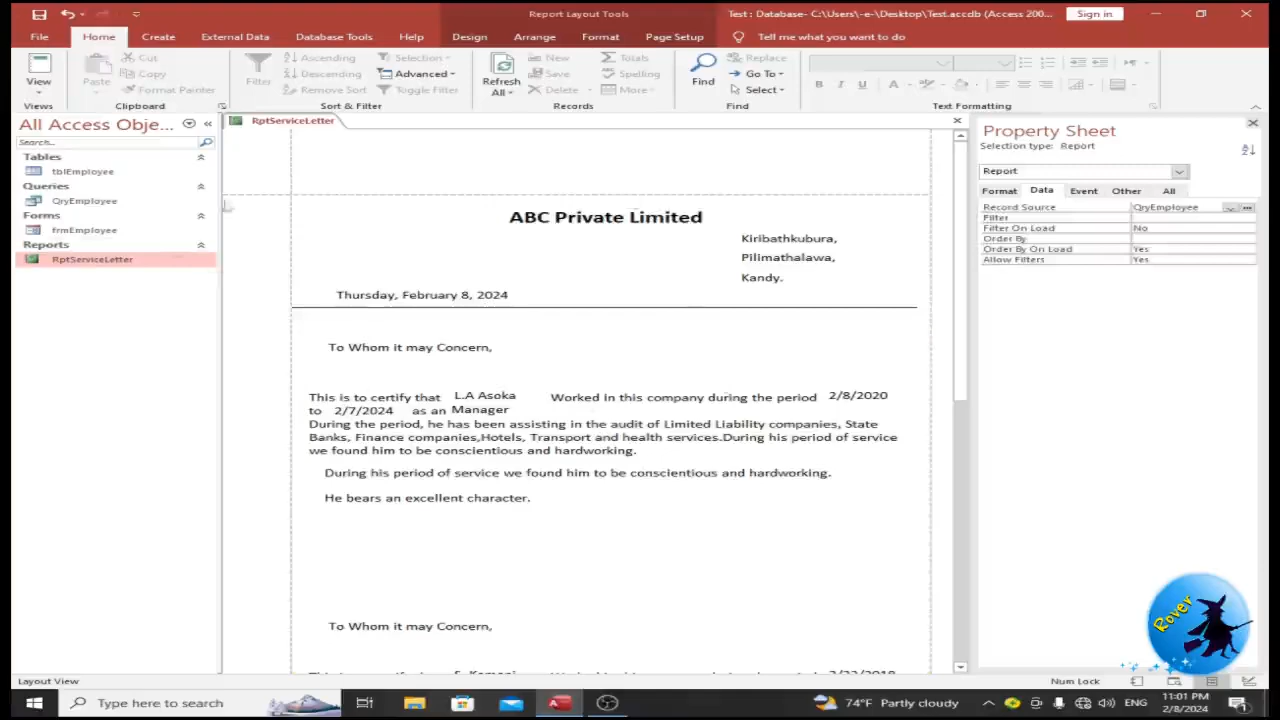 Report Layout Tools
Test : Database- C:\Users\-e-\Desktop\Test.accdb (Access 200...
Sign in
File Home Create External Data Database Tools Help Design Arrange Format Page Setup Tell me what you want to do
View
Views
Paste
Cut
Copy
Format Painter
Clipboard
Filter
Ascending
Descending
Remove Sort
Selection
Advanced
Toggle Filter
Sort & Filter
Refresh
All
New
Save
Delete
Totals
Spelling
More
Records
Find
Replace
Go To
Select
Find
B I U A
Text Formatting
All Access Obje...
Search...
Tables
tblEmployee
Queries
QryEmployee
Forms
frmEmployee
Reports
RptServiceLetter
RptServiceLetter
ABC Private Limited
Kiribathkubura,
Pilimathalawa,
Kandy.
Thursday, February 8, 2024
To Whom it may Concern,
This is to certify that L.A Asoka Worked in this company during the period 2/8/2020
to 2/7/2024 as an Manager
During the period, he has been assisting in the audit of Limited Liability companies, State
Banks, Finance companies,Hotels, Transport and health services.During his period of service
we found him to be conscientious and hardworking.
During his period of service we found him to be conscientious and hardworking.
He bears an excellent character.
To Whom it may Concern,
Property Sheet
Selection type: Report
Report
Format Data Event Other All
Record Source QryEmployee
Filter
Filter On Load No
Order By
Order By On Load Yes
Allow Filters Yes
Rover
Layout View
Num Lock
Type here to search
74°F Partly cloudy
ENG
11:01 PM
2/8/2024